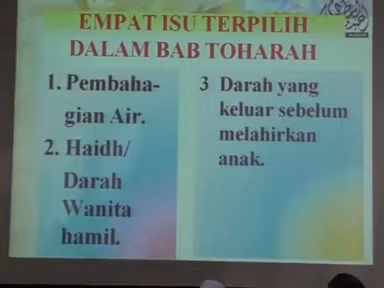 EMPAT ISU TERPILIH
DALAM BAB TOHARAH
1. Pembaha-
gian Air.
2. Haidh/
Darah
Wanita
hamil.
3 Darah yang
keluar sebelum
melahirkan
anak.